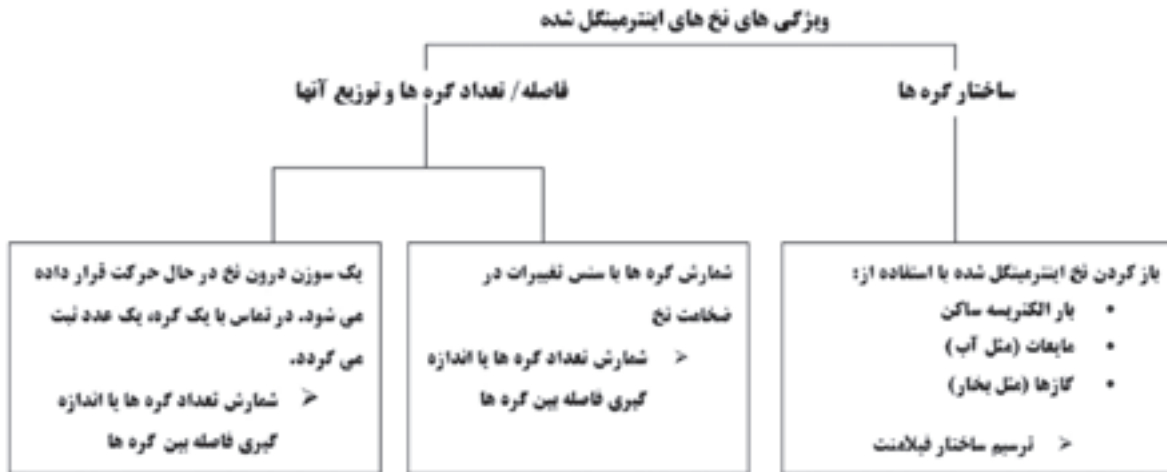 ویژگی های نخ های اینترمینگل شده
ساختار گره ها
فاصله/ تعداد گره ها و توزیع آنها
باز کردن نخ اینترمینگل شده با استفاده از:
• بار الکتریسه ساکن
• مایعات (مثل آب)
• گازها (مثل بخار)
➢ ترسیم ساختار فیلامنت
شمارش گره ها با سنس تغییرات در
ضخامت نخ
➢ شمارش تعداد گره ها یا اندازه
گیری فاصله بین گره ها
یک سوزن درون نخ در حال حرکت قرار داده
می شود. در تماس با یک گره، یک عدد ثبت
می گردد.
➢ شمارش تعداد گره ها یا اندازه
گیری فاصله بین گره ها